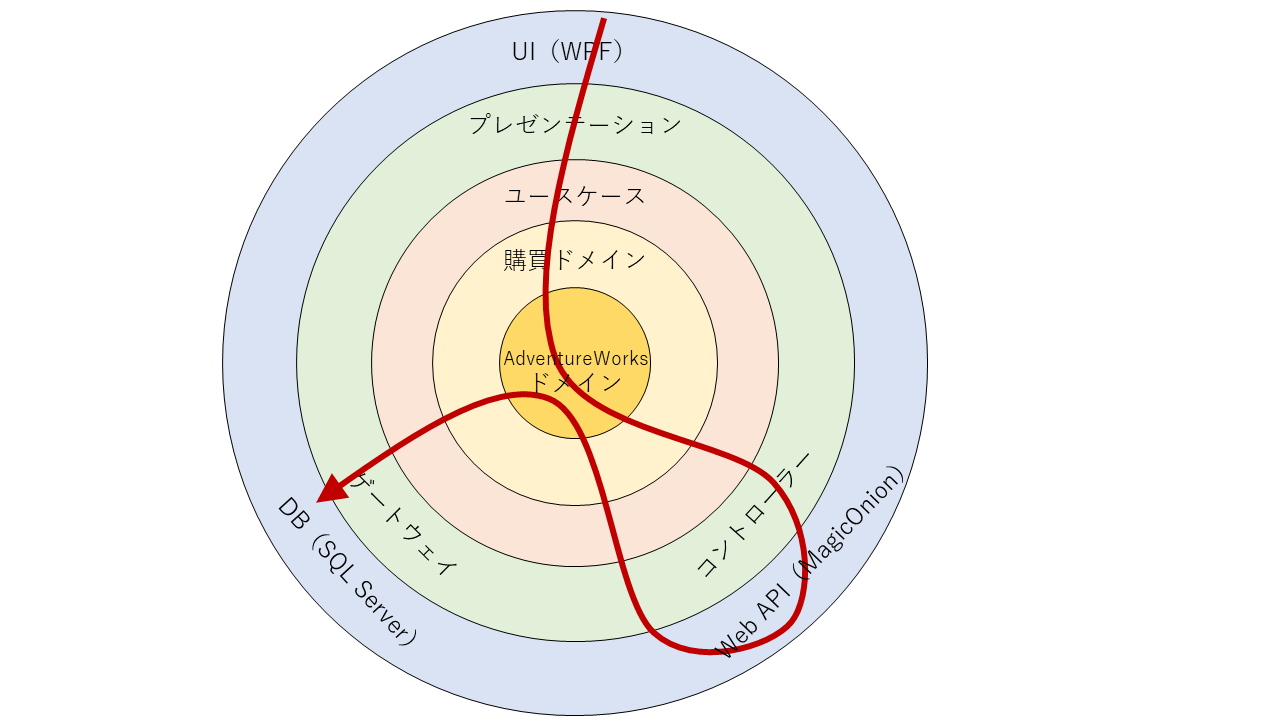 UI（WPF）
プレゼンテーション
ユースケース
購買ドメイン
AdventureWorks
ドメイン
ゲートウェイ
コントローラー
DB（SQL Server）
Web API（MagicOnion）